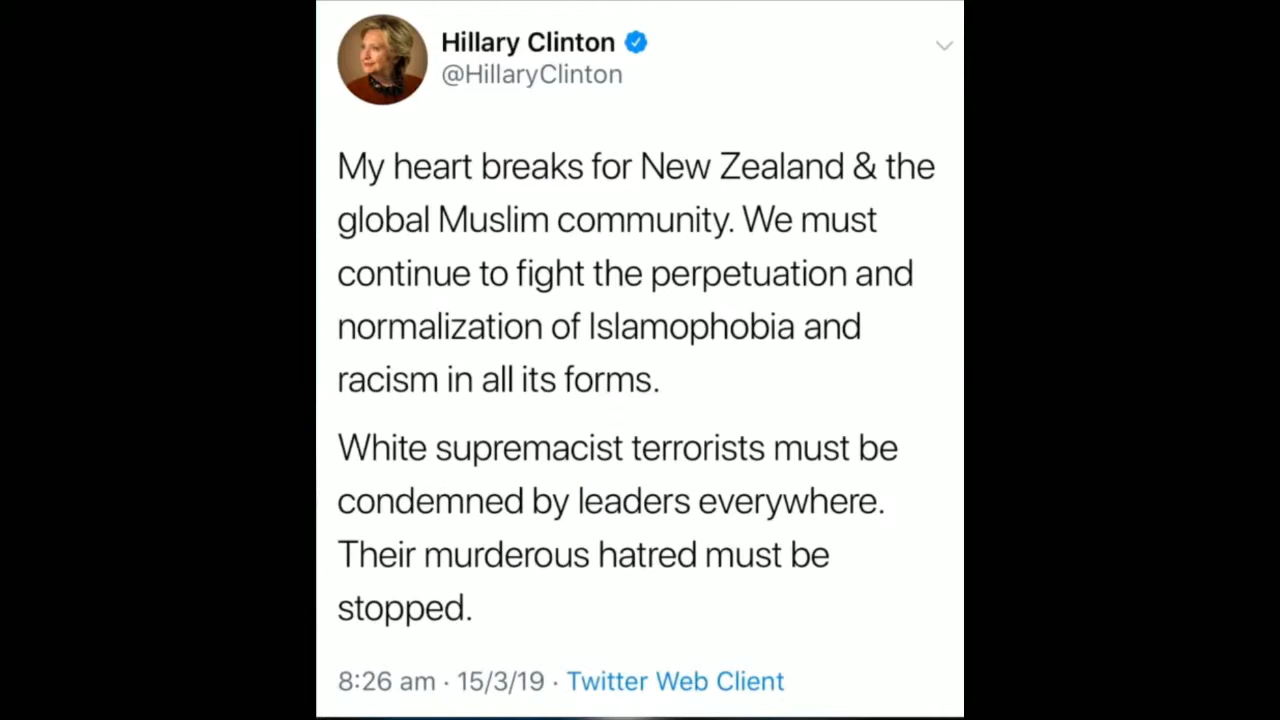 Hillary Clinton
@HillaryClinton
My heart breaks for New Zealand & the
global Muslim community. We must
continue to fight the perpetuation and
normalization of Islamophobia and
racism in all its forms.
White supremacist terrorists must be
condemned by leaders everywhere.
Their murderous hatred must be
stopped.
8:26 am · 15/3/19 · Twitter Web Client